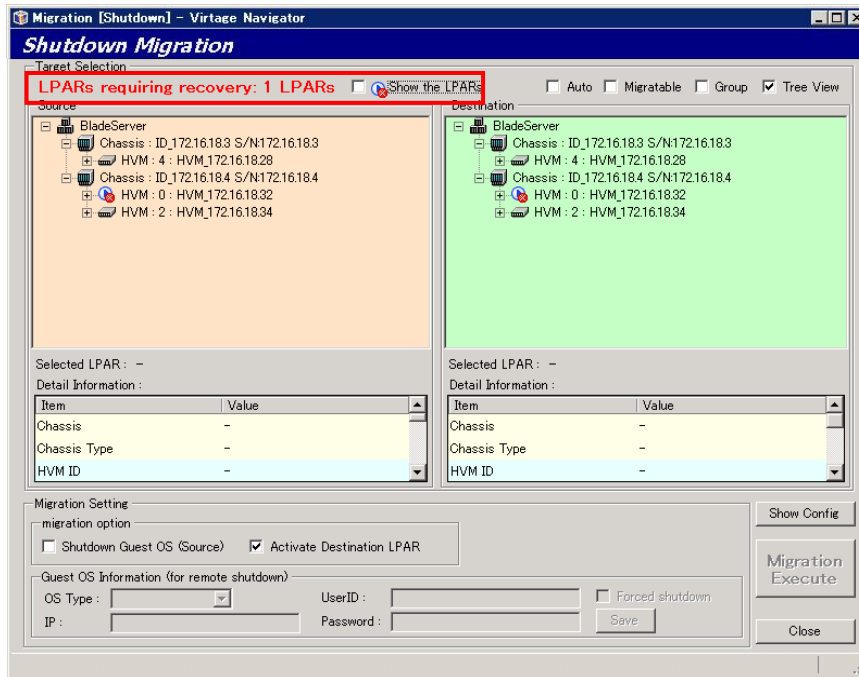 Migration [Shutdown] - Virtage Navigator
Shutdown Migration
Target Selection
LPARs requiring recovery: 1 LPARs Show the LPARs Auto Migratable Group Tree View
Source Destination
BladeServer BladeServer
Chassis : ID_172.16.18.3 S/N:172.16.18.3 Chassis : ID_172.16.18.3 S/N:172.16.18.3
HVM : 4 : HVM_172.16.18.28 HVM : 4 : HVM_172.16.18.28
Chassis : ID_172.16.18.4 S/N:172.16.18.4 Chassis : ID_172.16.18.4 S/N:172.16.18.4
HVM : 0 : HVM_172.16.18.32 HVM : 0 : HVM_172.16.18.32
HVM : 2 : HVM_172.16.18.34 HVM : 2 : HVM_172.16.18.34
Selected LPAR : - Selected LPAR : -
Detail Information : Detail Information :
Item Value Item Value
Chassis - Chassis -
Chassis Type - Chassis Type -
HVM ID - HVM ID -
Migration Setting
migration option
Show Config
Shutdown Guest OS (Source) Activate Destination LPAR
Migration Execute
Guest OS Information (for remote shutdown)
OS Type : UserID : Forced shutdown
IP : Password : Save
Close